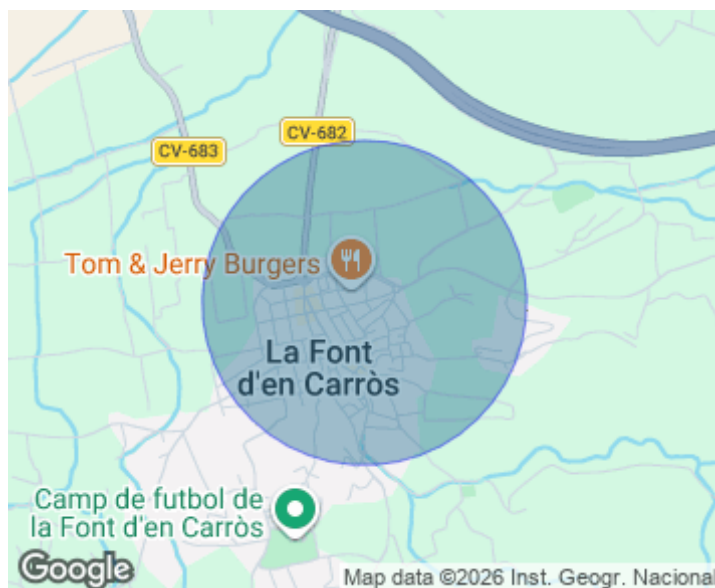 CV-682
CV-683
Tom & Jerry Burgers
La Font
d'en Carròs
Camp de futbol de
la Font d'en Carròs
Google
Map data ©2026 Inst. Geogr. Nacional